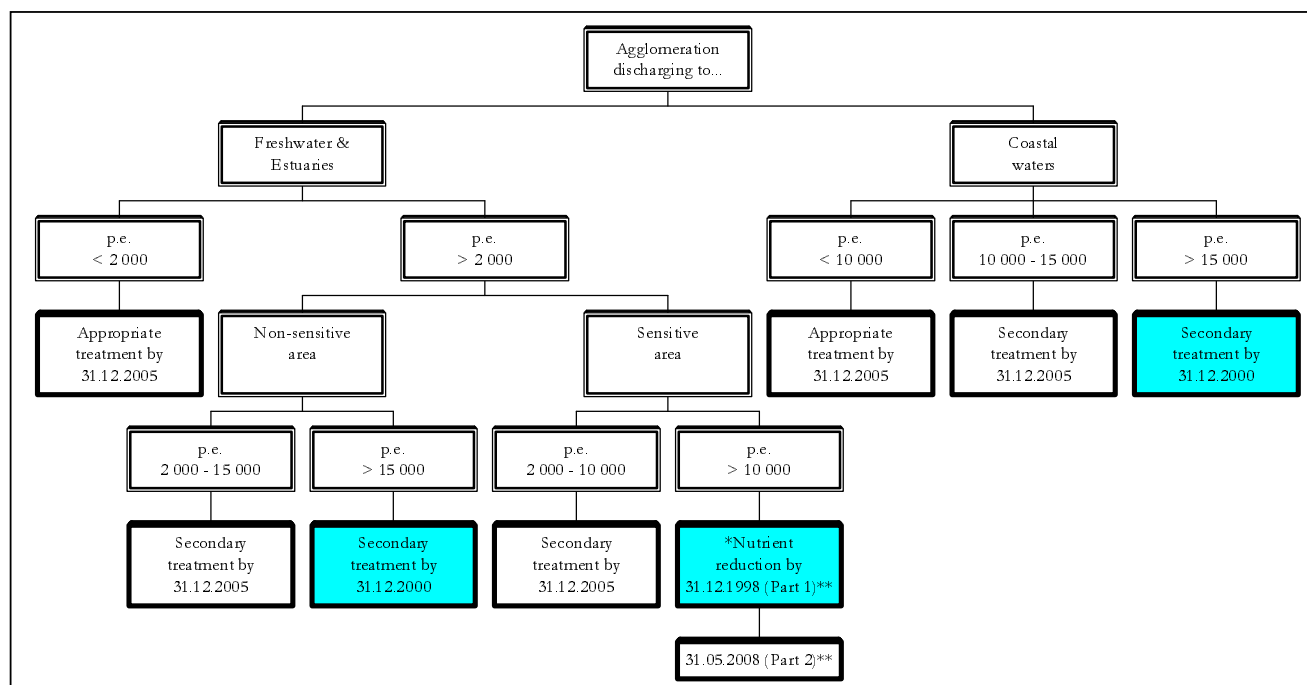 Agglomeration
discharging to...
Freshwater &
Estuaries
Coastal
waters
p.e.
< 2 000
p.e.
> 2 000
p.e.
< 10 000
p.e.
10 000 - 15 000
p.e.
> 15 000
Appropriate
treatment by
31.12.2005
Non-sensitive
area
Sensitive
area
Appropriate
treatment by
31.12.2005
Secondary
treatment by
31.12.2005
Secondary
treatment by
31.12.2000
p.e.
2 000 - 15 000
p.e.
> 15 000
p.e.
2 000 - 10 000
p.e.
> 10 000
Secondary
treatment by
31.12.2005
Secondary
treatment by
31.12.2000
Secondary
treatment by
31.12.2005
*Nutrient
reduction by
31.12.1998 (Part 1)**
31.05.2008 (Part 2)**